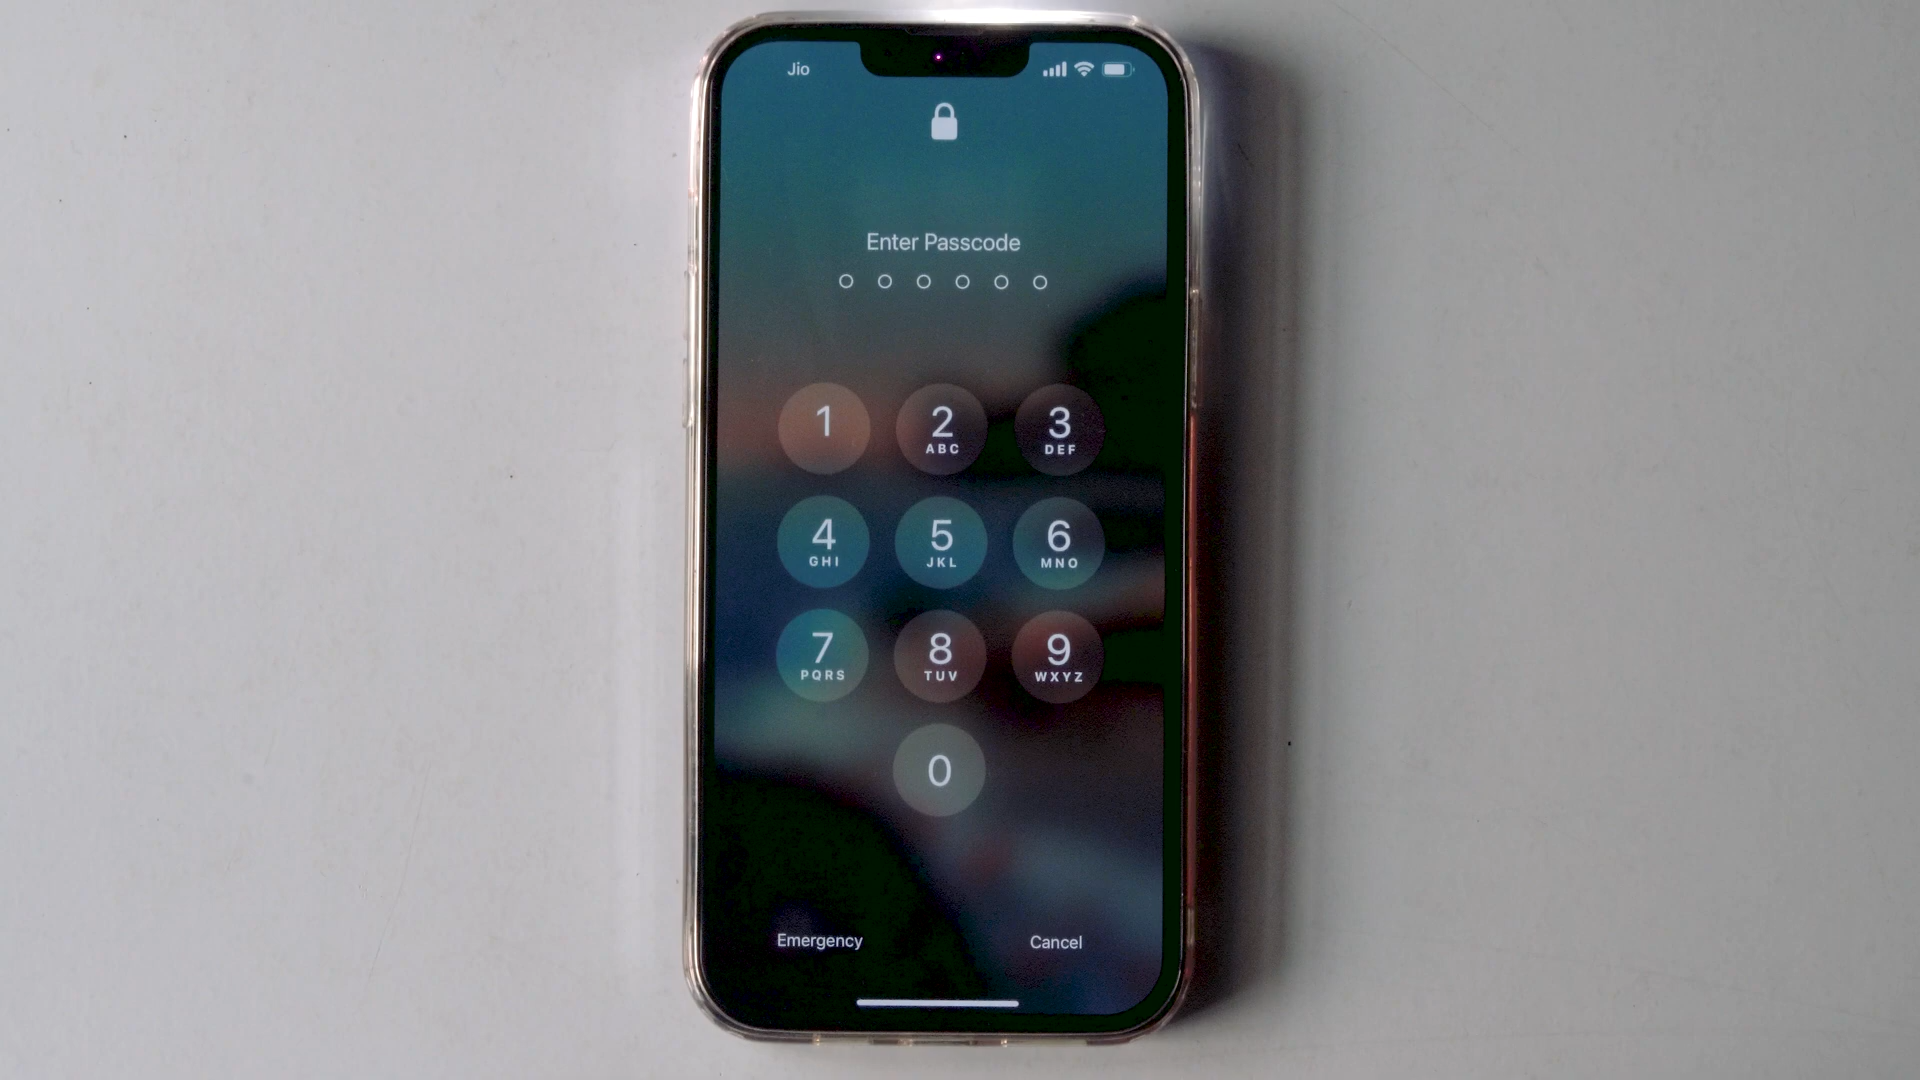 Jio
Enter Passcode
1 2 3
ABC DEF
4 5 6
GHI JKL MNO
7 8 9
PQRS TUV WXYZ
0
Emergency Cancel